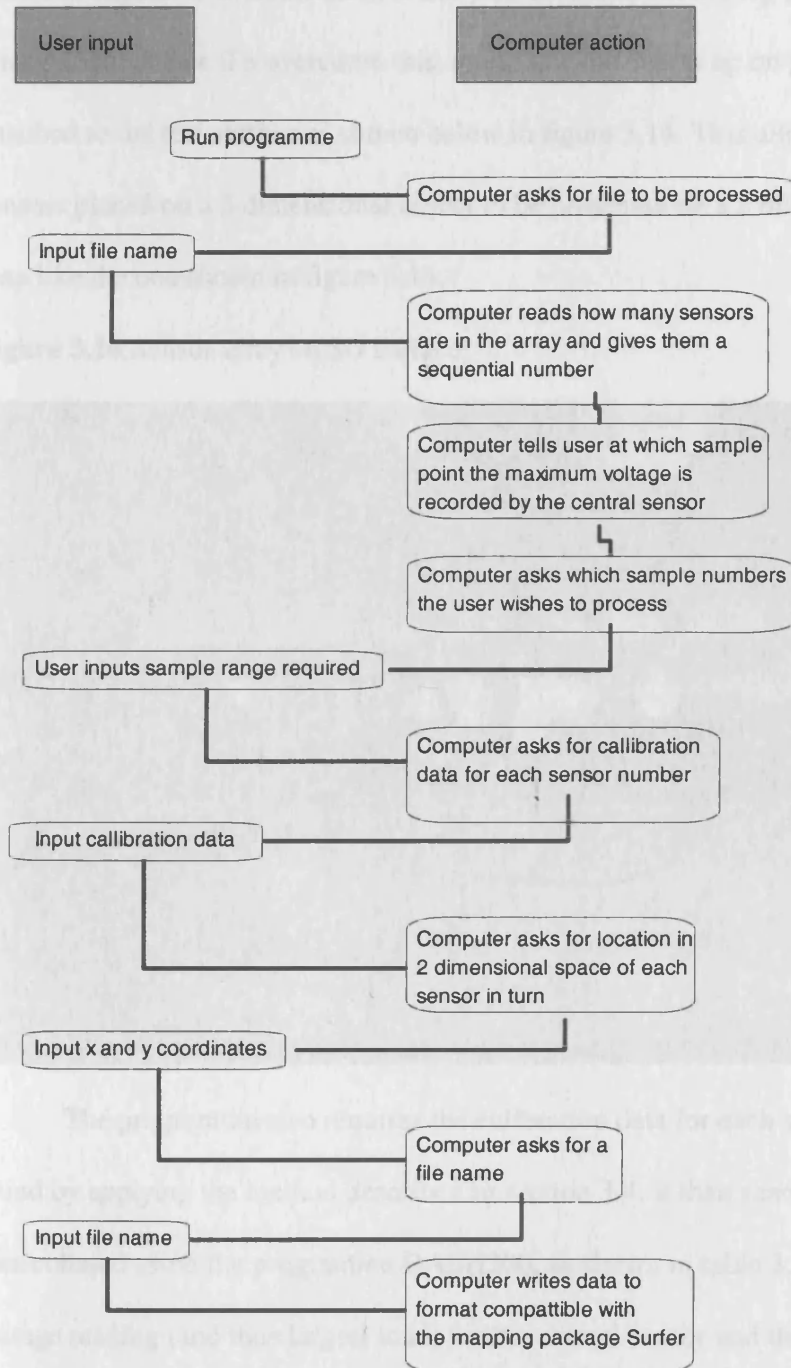 User input
Computer action
Run programme
Computer asks for file to be processed
Input file name
Computer reads how many sensors
are in the array and gives them a
sequential number
Computer tells user at which sample
point the maximum voltage is
recorded by the central sensor
Computer asks which sample numbers
the user wishes to process
User inputs sample range required
Computer asks for callibration
data for each sensor number
Input callibration data
Computer asks for location in
2 dimensional space of each
sensor in turn
Input x and y coordinates
Computer asks for a
file name
Input file name
Computer writes data to
format compattible with
the mapping package Surfer